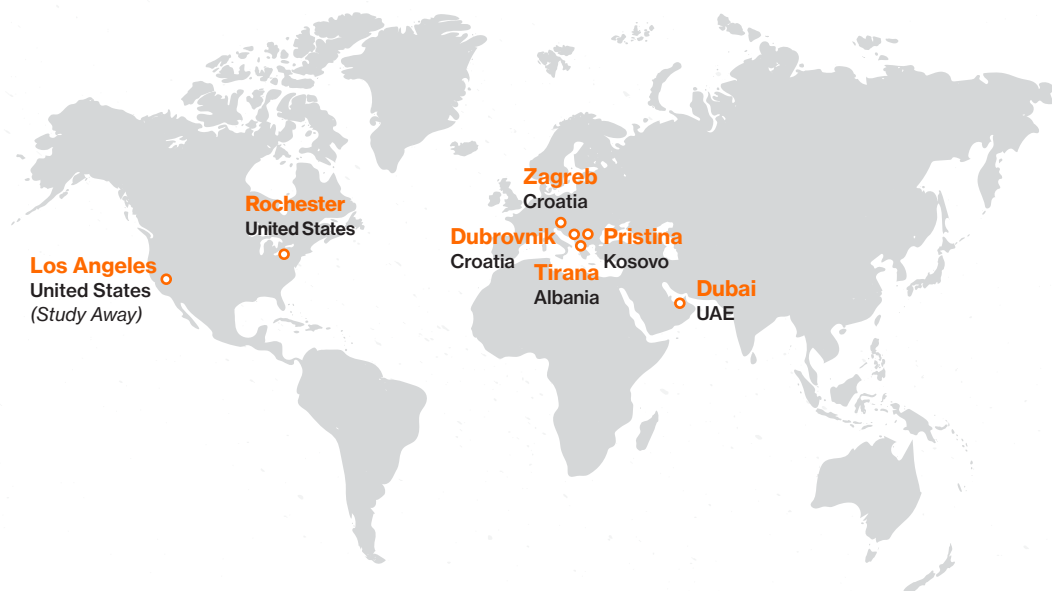 Zagreb
Croatia
Rochester
United States
Dubrovnik
Croatia
Pristina
Kosovo
Tirana
Albania
Los Angeles
United States
(Study Away)
Dubai
UAE